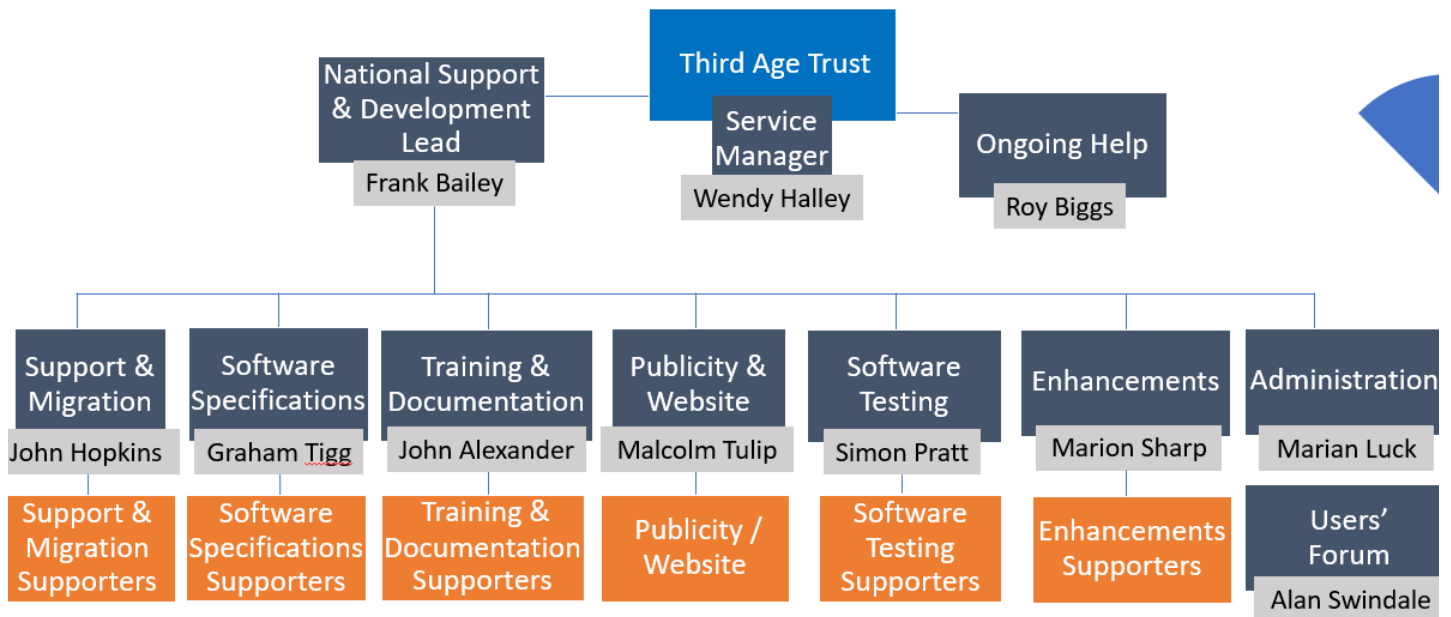 Third Age Trust
National Support
& Development
Lead
Frank Bailey
Service
Manager
Wendy Halley
Ongoing Help
Roy Biggs
Support &
Migration
John Hopkins
Software
Specifications
Graham Tigg
Training &
Documentation
John Alexander
Publicity &
Website
Malcolm Tulip
Software
Testing
Simon Pratt
Enhancements
Marion Sharp
Administration
Marian Luck
Support &
Migration
Supporters
Software
Specifications
Supporters
Training &
Documentation
Supporters
Publicity /
Website
Software
Testing
Supporters
Enhancements
Supporters
Users’
Forum
Alan Swindale